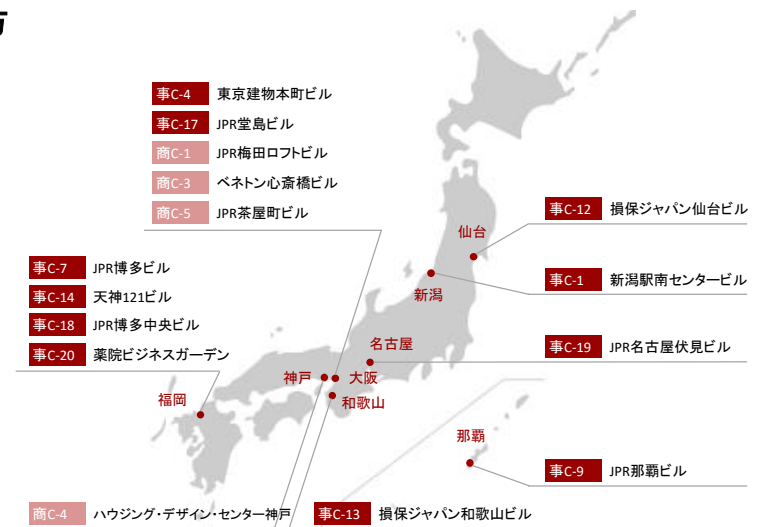 事C-4 東京建物本町ビル
事C-17 JPR堂島ビル
商C-1 JPR梅田ロフトビル
商C-3 ベネトン心斎橋ビル
商C-5 JPR茶屋町ビル
事C-12 損保ジャパン仙台ビル
仙台
事C-7 JPR博多ビル
事C-1 新潟駅南センタービル
新潟
事C-14 天神121ビル
事C-18 JPR博多中央ビル
名古屋
事C-19 JPR名古屋伏見ビル
事C-20 薬院ビジネスガーデン
神戸
大阪
福岡
和歌山
那覇
事C-9 JPR那覇ビル
商C-4 ハウジング・デザイン・センター神戸
事C-13 損保ジャパン和歌山ビル